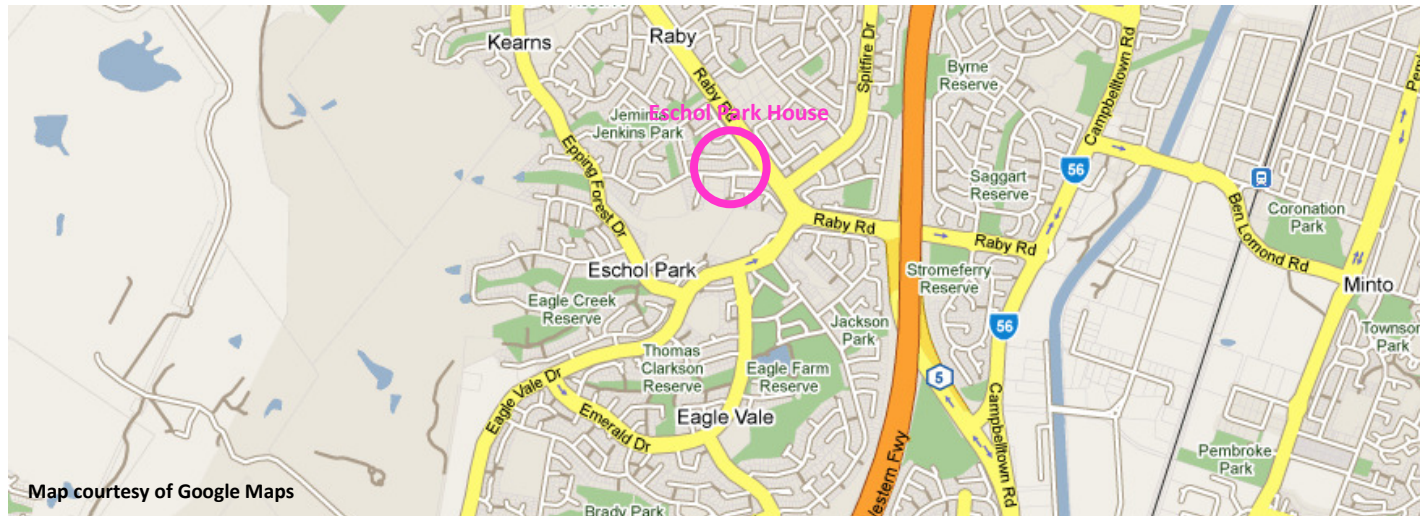 Reserve
Kearns
Raby
Raby Rd
Spitfire Dr
Byrne
Reserve
Campbelltown Rd
Eschol Park House
Jenkins Park
Epping Forest Dr
56
Saggart
Reserve
Coronation
Park
Ben Lomond Rd
Raby Rd
Raby Rd
Eschol Park
Stromeferry
Reserve
Minto
Eagle Creek
Reserve
Jackson
Park
56
Park
Thomas
Clarkson
Reserve
Eagle Farm
Reserve
5
Eagle Vale Dr
Emerald Dr
Eagle Vale
Campbelltown Rd
Pembroke
Park
Western Fwy
Map courtesy of Google Maps
Brady Park